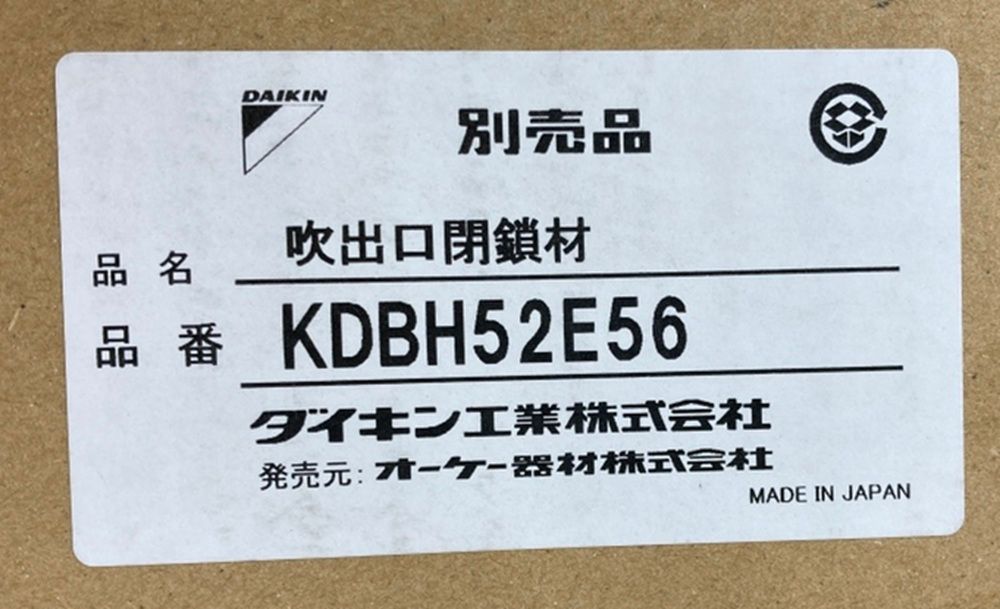 DAIKIN
別売品
品名 吹出口閉鎖材
品番 KDBH52E56
ダイキン工業株式会社
発売元:オーケー器材株式会社
MADE IN JAPAN